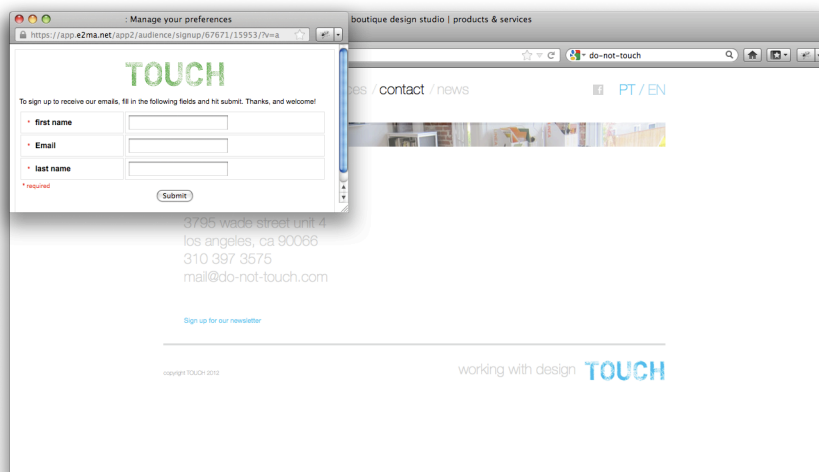 : Manage your preferences
https://app.e2ma.net/app2/audience/signup/67671/15953/?v=a
TOUCH
To sign up to receive our emails, fill in the following fields and hit submit. Thanks, and welcome!
* first name
* Email
* last name
* required
Submit
boutique design studio | products & services
do-not-touch
/ contact / news
PT / EN
3795 wade street unit 4
los angeles, ca 90066
310 397 3575
mail@do-not-touch.com
Sign up for our newsletter
copyright TOUCH 2012
working with design TOUCH